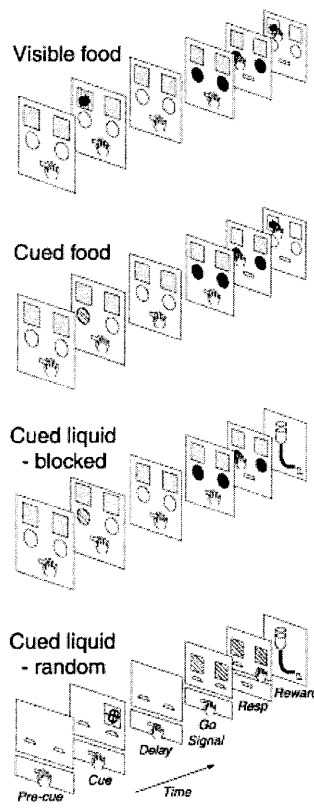 Visible food
Cued food
Cued liquid
- blocked
Cued liquid
- random
Pre-cue
Cue
Delay
Go
Signal
Resp
Reward
Time